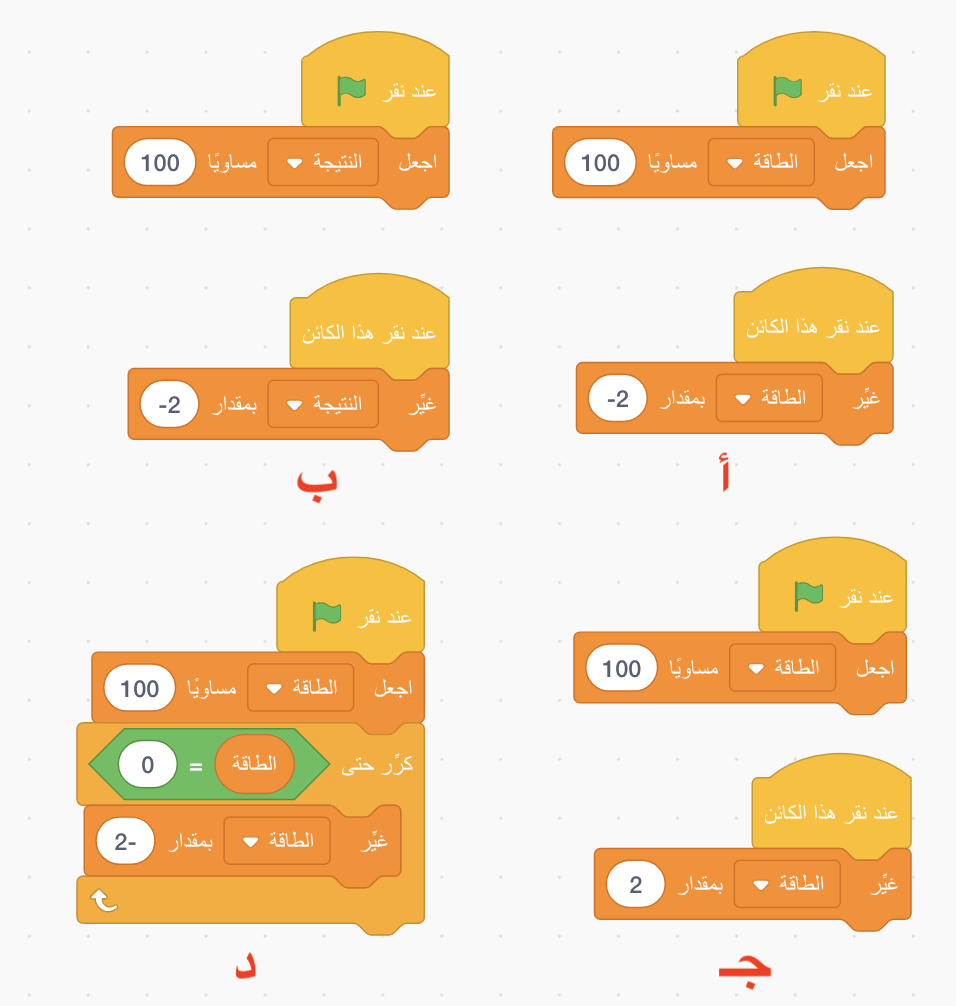 عند نقر
اجعل الطاقة مساويًا 100
عند نقر هذا الكائن
غيِّر الطاقة بمقدار -2
أ
عند نقر
اجعل النتيجة مساويًا 100
عند نقر هذا الكائن
غيِّر النتيجة بمقدار -2
ب
عند نقر
اجعل الطاقة مساويًا 100
عند نقر هذا الكائن
غيِّر الطاقة بمقدار 2
جـ
عند نقر
اجعل الطاقة مساويًا 100
كرِّر حتى الطاقة = 0
غيِّر الطاقة بمقدار -2
د